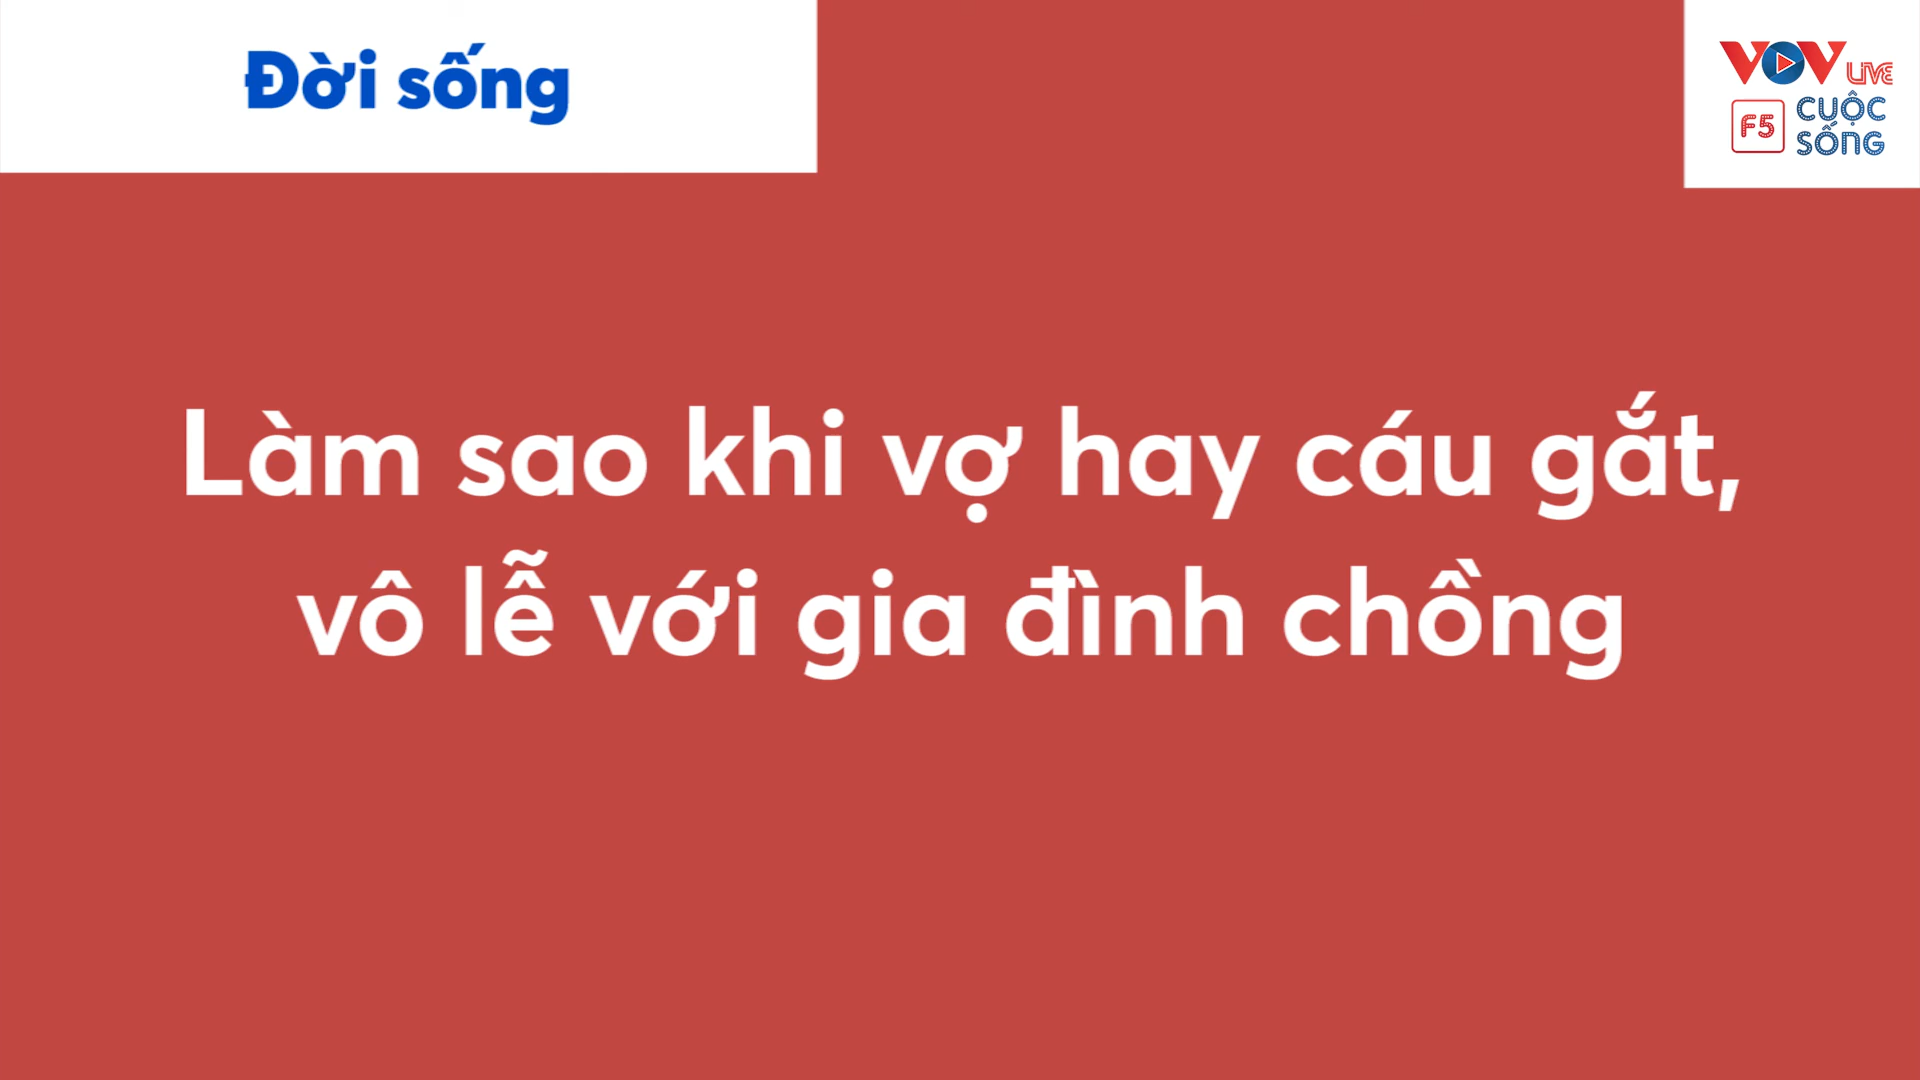 Đời sống
VOV LIVE
F5 CUỘC
SỐNG
Làm sao khi vợ hay cáu gắt,
vô lễ với gia đình chồng